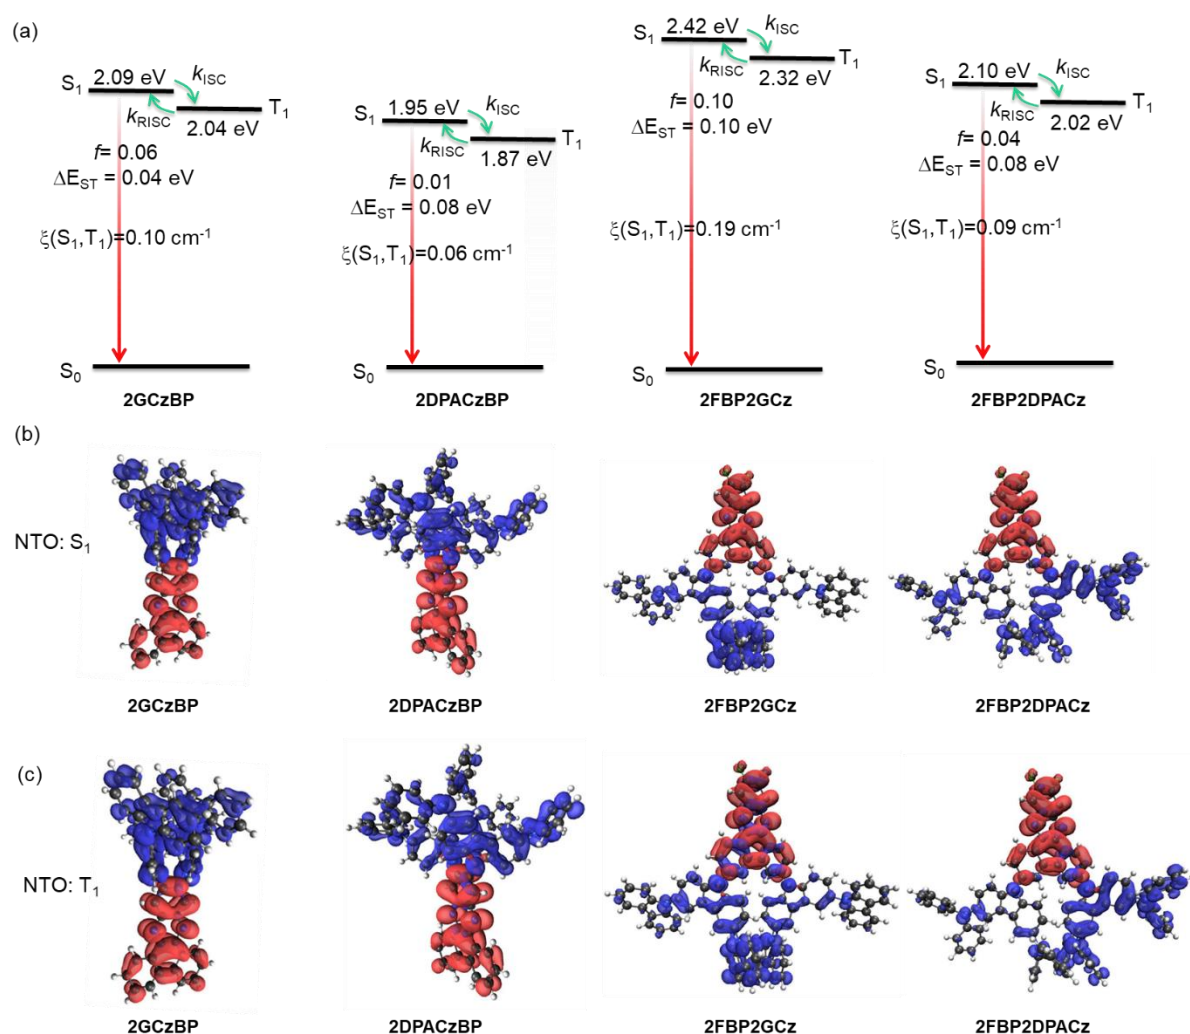 (a)
S₁ 2.09 eV kISC
kRISC T₁
2.04 eV
f= 0.06
ΔEST = 0.04 eV
ξ(S₁,T₁)=0.10 cm⁻¹
S₀
2GCzBP
S₁ 1.95 eV kISC
kRISC T₁
1.87 eV
f= 0.01
ΔEST = 0.08 eV
ξ(S₁,T₁)=0.06 cm⁻¹
S₀
2DPACzBP
S₁ 2.42 eV kISC
kRISC T₁
2.32 eV
f= 0.10
ΔEST = 0.10 eV
ξ(S₁,T₁)=0.19 cm⁻¹
S₀
2FBP2GCz
S₁ 2.10 eV kISC
kRISC T₁
2.02 eV
f= 0.04
ΔEST = 0.08 eV
ξ(S₁,T₁)=0.09 cm⁻¹
S₀
2FBP2DPACz
(b)
NTO: S₁
2GCzBP 2DPACzBP 2FBP2GCz 2FBP2DPACz
(c)
NTO: T₁
2GCzBP 2DPACzBP 2FBP2GCz 2FBP2DPACz